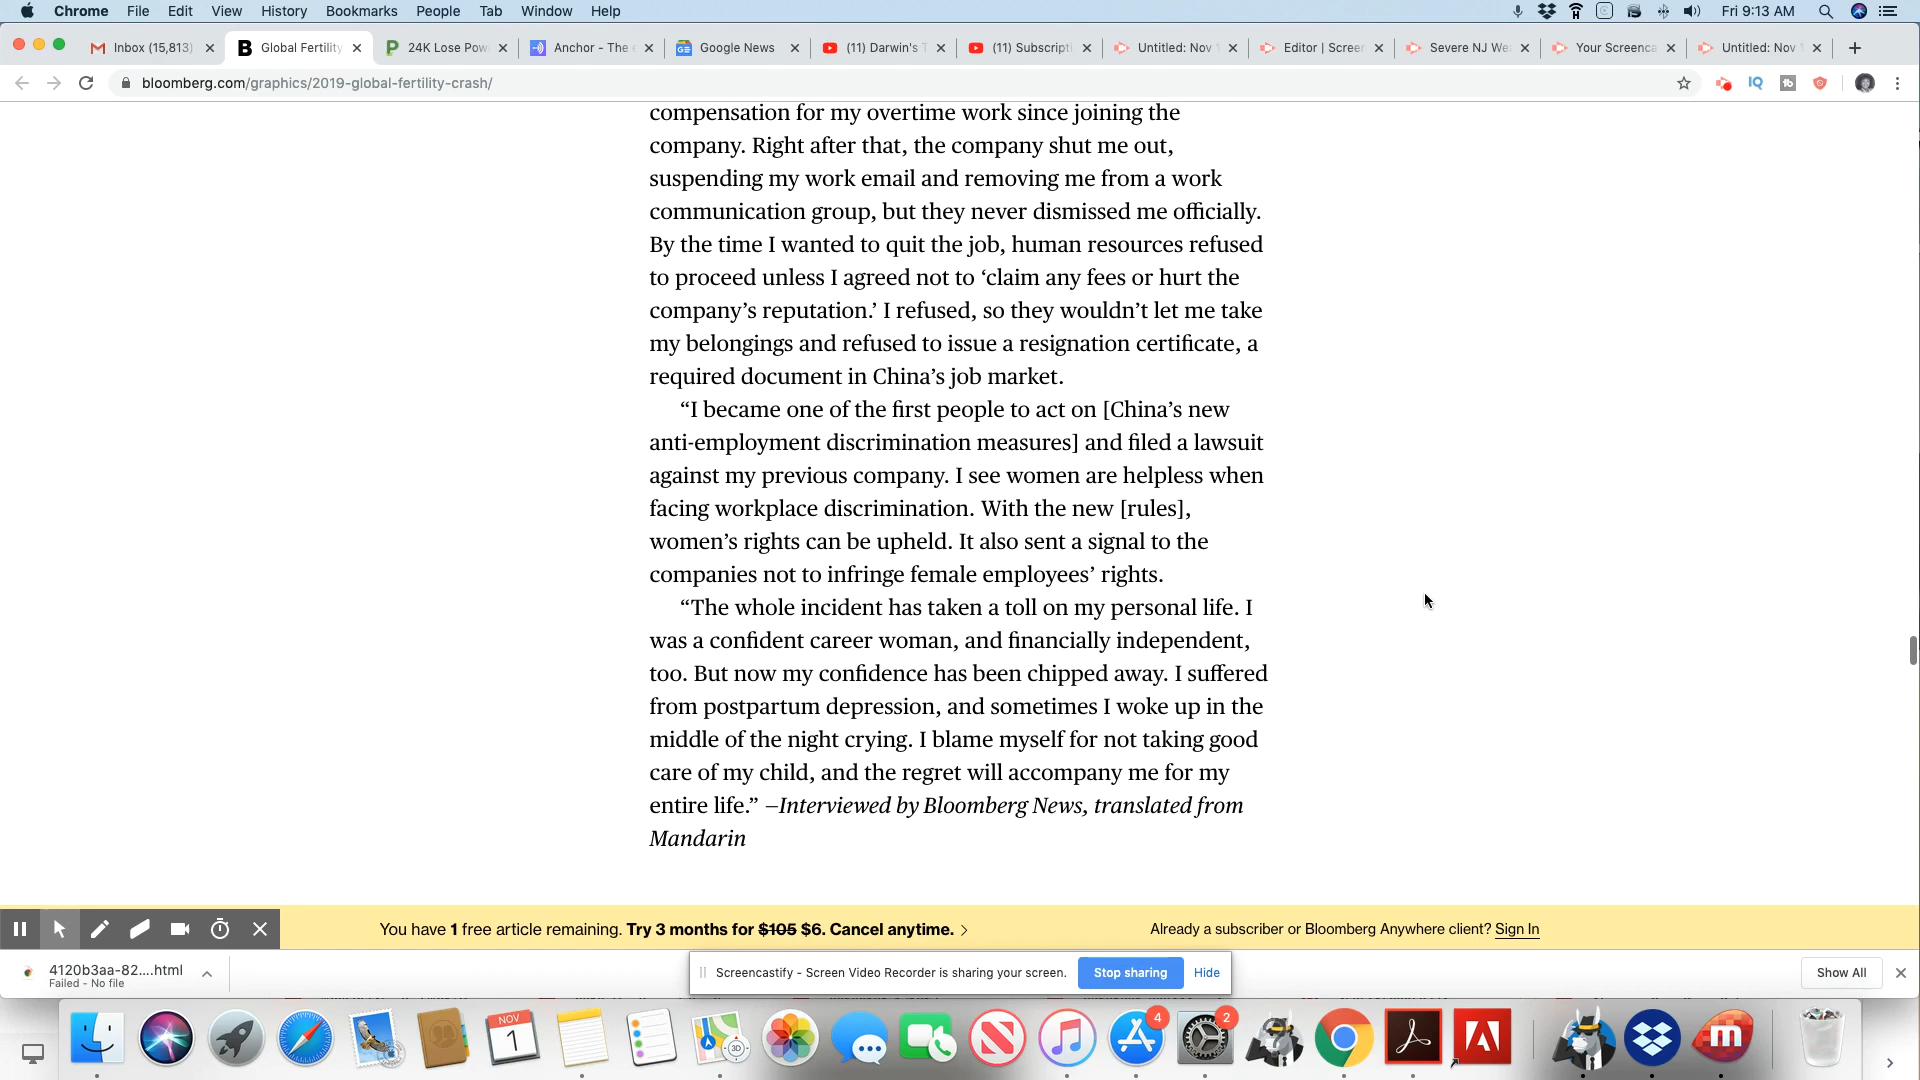 Chrome File Edit View History Bookmarks People Tab Window Help Fri 9:13 AM
Inbox (15,813) Global Fertility 24K Lose Pow Anchor - The Google News (11) Darwin's T (11) Subscripti Untitled: Nov 1 Editor | Scree Severe NJ We Your Screenca Untitled: Nov 1
bloomberg.com/graphics/2019-global-fertility-crash/ IQ
compensation for my overtime work since joining the
company. Right after that, the company shut me out,
suspending my work email and removing me from a work
communication group, but they never dismissed me officially.
By the time I wanted to quit the job, human resources refused
to proceed unless I agreed not to ‘claim any fees or hurt the
company’s reputation.’ I refused, so they wouldn’t let me take
my belongings and refused to issue a resignation certificate, a
required document in China’s job market.
“I became one of the first people to act on [China’s new
anti-employment discrimination measures] and filed a lawsuit
against my previous company. I see women are helpless when
facing workplace discrimination. With the new [rules],
women’s rights can be upheld. It also sent a signal to the
companies not to infringe female employees’ rights.
“The whole incident has taken a toll on my personal life. I
was a confident career woman, and financially independent,
too. But now my confidence has been chipped away. I suffered
from postpartum depression, and sometimes I woke up in the
middle of the night crying. I blame myself for not taking good
care of my child, and the regret will accompany me for my
entire life.” —Interviewed by Bloomberg News, translated from
Mandarin
You have 1 free article remaining. Try 3 months for $105 $6. Cancel anytime. > Already a subscriber or Bloomberg Anywhere client? Sign In
4120b3aa-82....html
Failed - No file
Screencastify - Screen Video Recorder is sharing your screen. Stop sharing Hide
Show All
NOV
1
3D
4
2